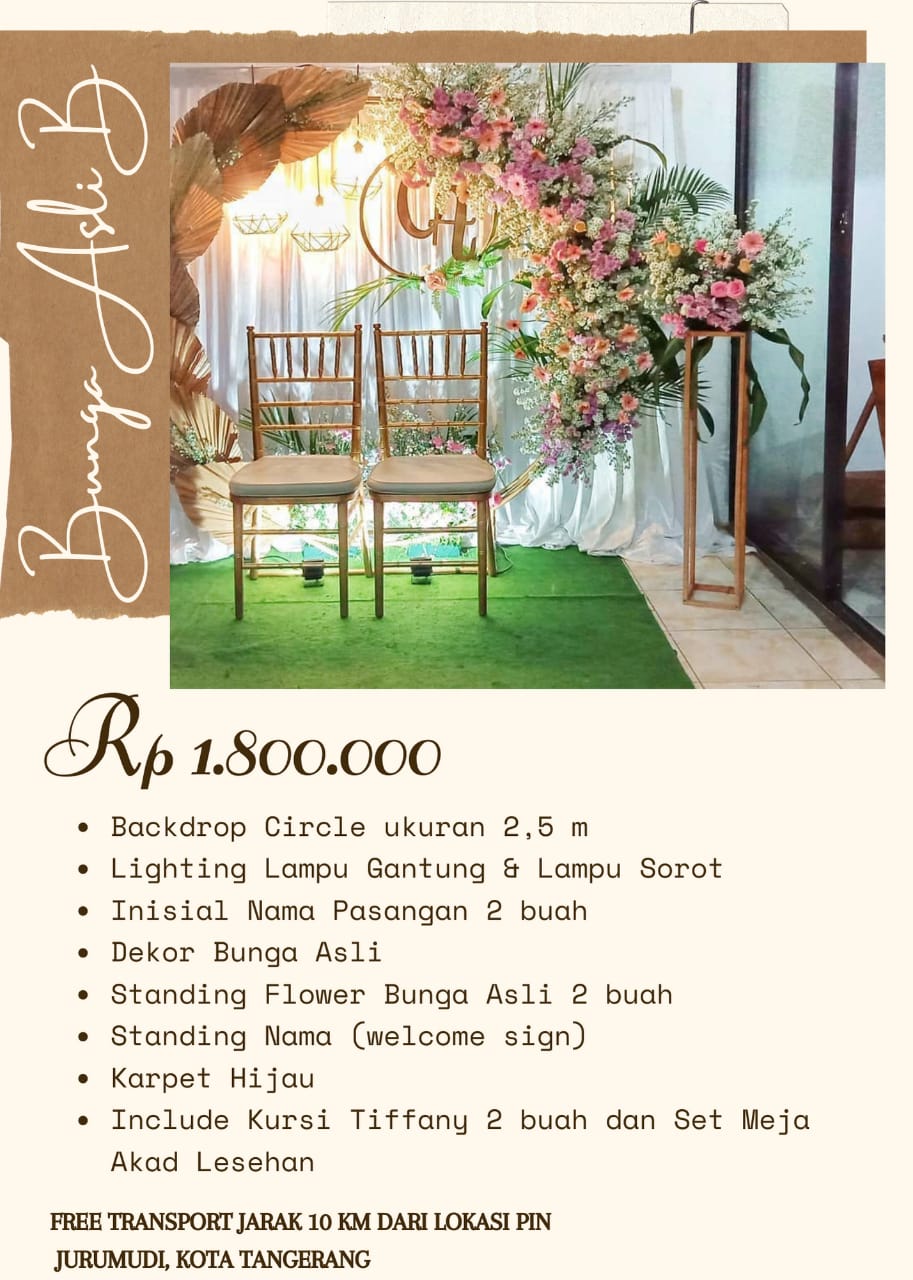 Bunga Asli B
Rp 1.800.000
• Backdrop Circle ukuran 2,5 m
• Lighting Lampu Gantung & Lampu Sorot
• Inisial Nama Pasangan 2 buah
• Dekor Bunga Asli
• Standing Flower Bunga Asli 2 buah
• Standing Nama (welcome sign)
• Karpet Hijau
• Include Kursi Tiffany 2 buah dan Set Meja
Akad Lesehan
FREE TRANSPORT JARAK 10 KM DARI LOKASI PIN
JURUMUDI, KOTA TANGERANG